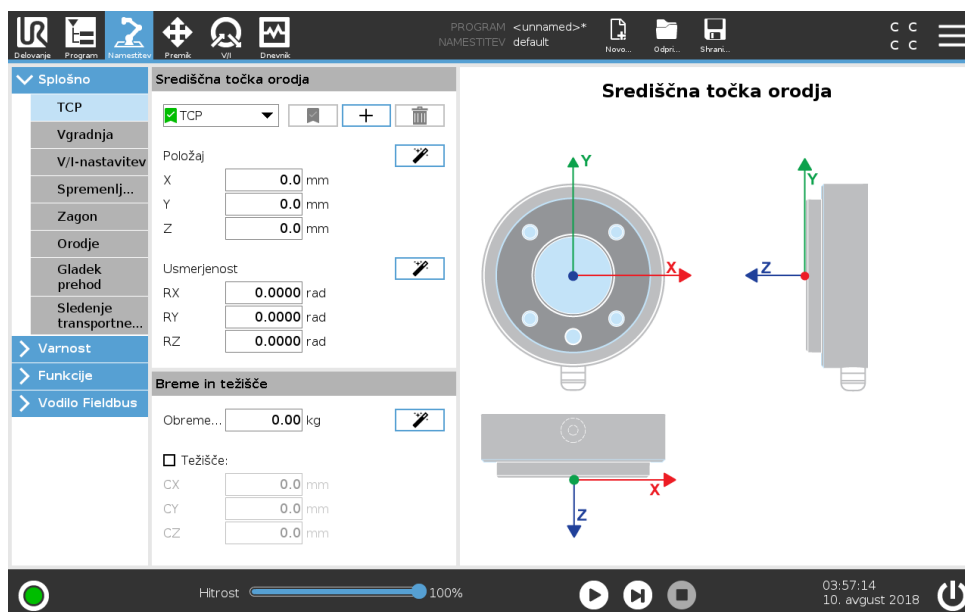 UR
Delovanje
Program
Namestitev
Premik
V/I
Dnevnik
PROGRAM <unnamed>*
NAMESTITEV default
Novo...
Odpri...
Shrani...
C C
C C
Splošno
TCP
Vgradnja
V/I-nastavitev
Spremenlj...
Zagon
Orodje
Gladek
prehod
Sledenje
transportne...
Varnost
Funkcije
Vodilo Fieldbus
Središčna točka orodja
TCP
Položaj
X 0.0 mm
Y 0.0 mm
Z 0.0 mm
Usmerjenost
RX 0.0000 rad
RY 0.0000 rad
RZ 0.0000 rad
Breme in težišče
Obreme... 0.00 kg
Težišče:
CX 0.0 mm
CY 0.0 mm
CZ 0.0 mm
Središčna točka orodja
Y
X
Y
Z
X
Z
Hitrost 100%
03:57:14
10. avgust 2018